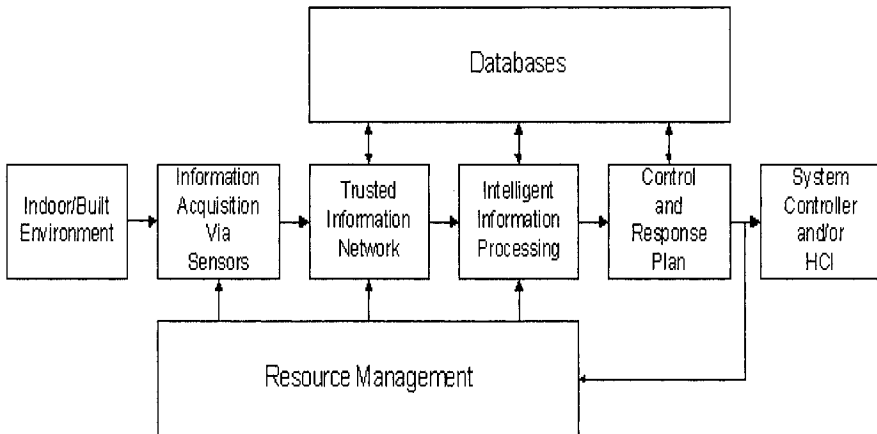 Databases
Indoor/Built
Environment
Information
Acquisition
Via
Sensors
Trusted
Information
Network
Intelligent
Information
Processing
Control
and
Response
Plan
System
Controller
and/or
HCI
Resource Management